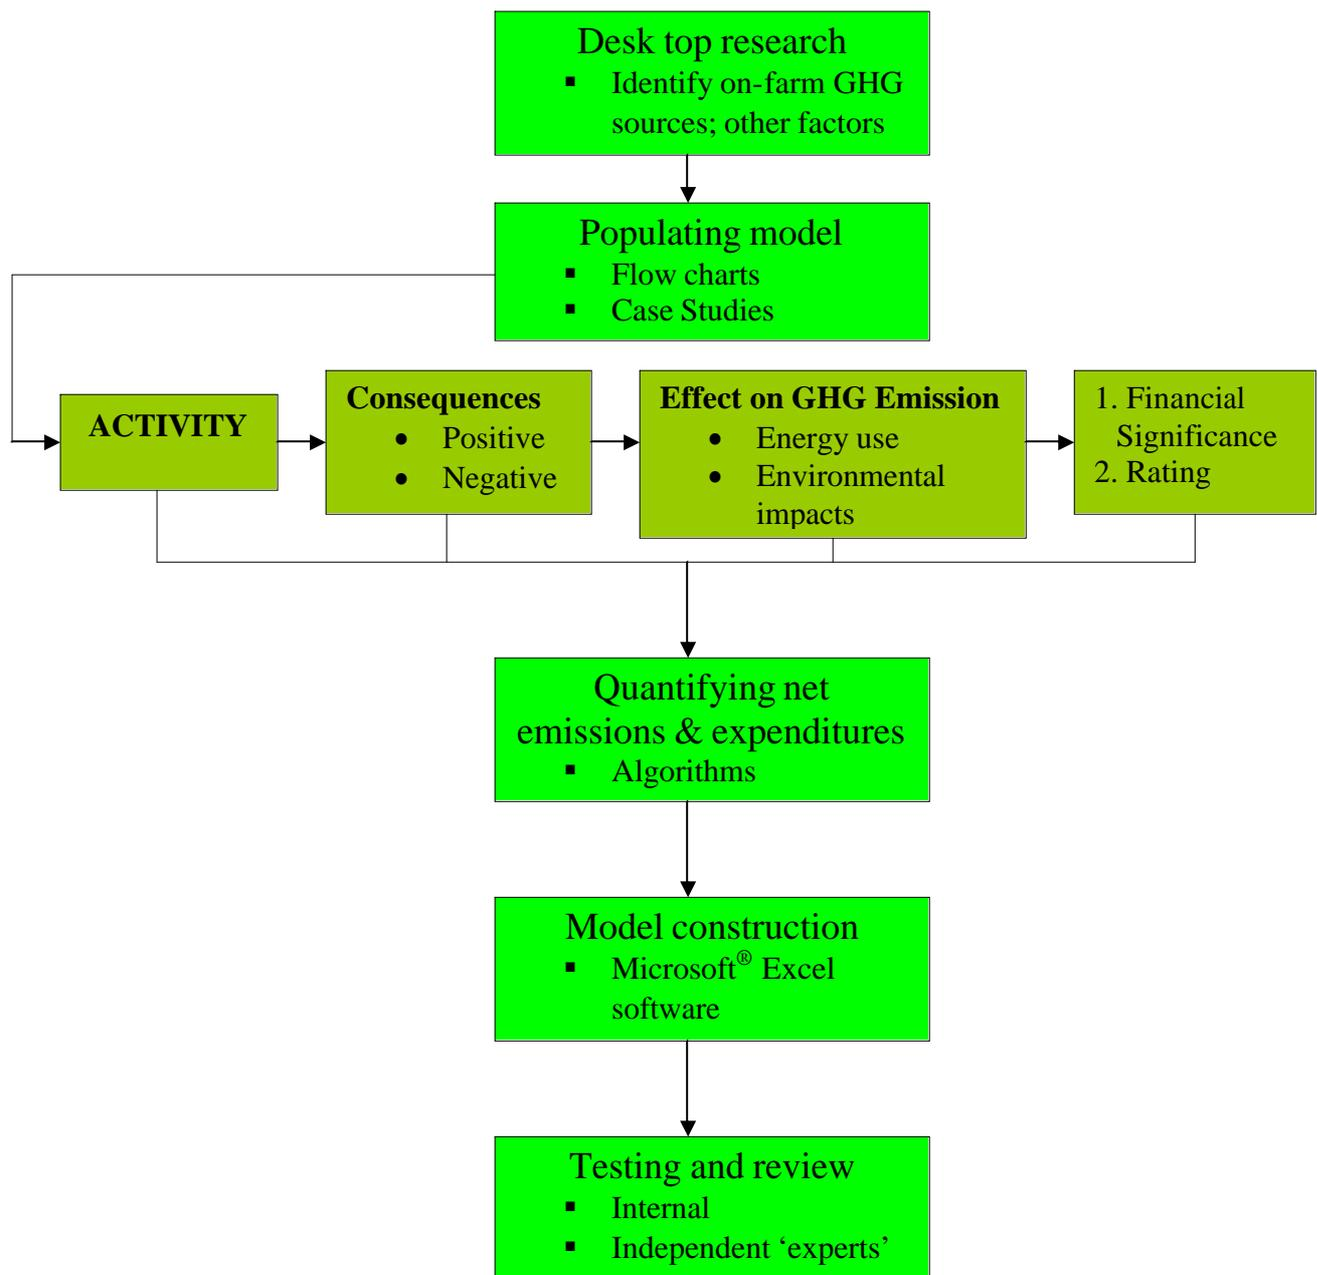 Desk top research
▪ Identify on-farm GHG
sources; other factors
Populating model
▪ Flow charts
▪ Case Studies
ACTIVITY
Consequences
● Positive
● Negative
Effect on GHG Emission
● Energy use
● Environmental
impacts
1. Financial
Significance
2. Rating
Quantifying net
emissions & expenditures
▪ Algorithms
Model construction
▪ Microsoft® Excel
software
Testing and review
▪ Internal
▪ Independent ‘experts’